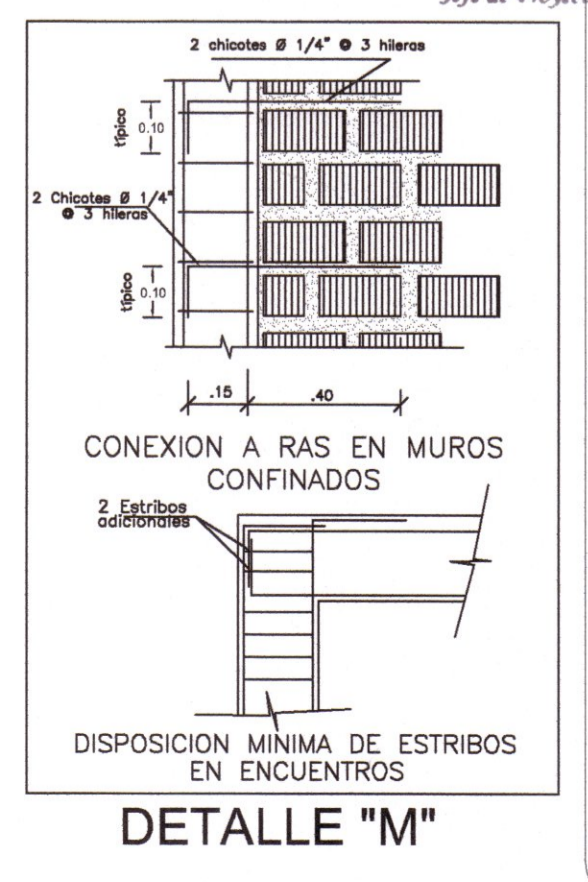 2 chicotes Ø 1/4" @ 3 hileras
típico
0.10
2 Chicotes Ø 1/4"
@ 3 hileras
típico
0.10
.15
.40
CONEXION A RAS EN MUROS
CONFINADOS
2 Estribos
adicionales
DISPOSICION MINIMA DE ESTRIBOS
EN ENCUENTROS
DETALLE "M"